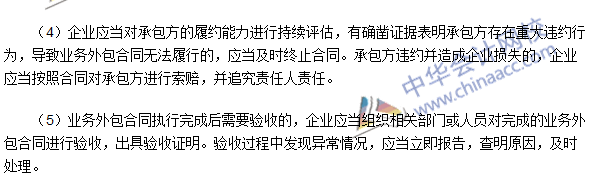 （4）企业应当对承包方的履约能力进行持续评估，有确凿证据表明承包方存在重大违约行
为，导致业务外包合同无法履行的，应当及时终止合同。承包方违约并造成企业损失的，企业
应当按照合同对承包方进行索赔，并追究责任人责任。
（5）业务外包合同执行完成后需要验收的，企业应当组织相关部门或人员对完成的业务外
包合同进行验收，出具验收证明。验收过程中发现异常情况，应当立即报告，查明原因，及时
处理。
中华会计网校
www.chinaacc.com